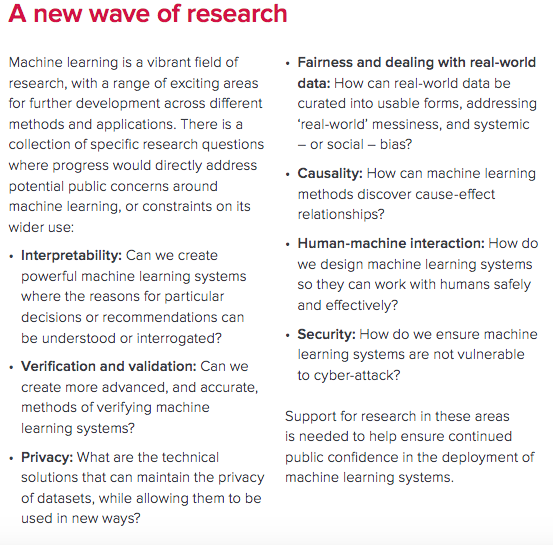 A new wave of research
Machine learning is a vibrant field of
research, with a range of exciting areas
for further development across different
methods and applications. There is a
collection of specific research questions
where progress would directly address
potential public concerns around
machine learning, or constraints on its
wider use:
• Interpretability: Can we create
powerful machine learning systems
where the reasons for particular
decisions or recommendations can
be understood or interrogated?
• Verification and validation: Can we
create more advanced, and accurate,
methods of verifying machine
learning systems?
• Privacy: What are the technical
solutions that can maintain the privacy
of datasets, while allowing them to be
used in new ways?
• Fairness and dealing with real-world
data: How can real-world data be
curated into usable forms, addressing
‘real-world’ messiness, and systemic
– or social – bias?
• Causality: How can machine learning
methods discover cause-effect
relationships?
• Human-machine interaction: How do
we design machine learning systems
so they can work with humans safely
and effectively?
• Security: How do we ensure machine
learning systems are not vulnerable
to cyber-attack?
Support for research in these areas
is needed to help ensure continued
public confidence in the deployment of
machine learning systems.